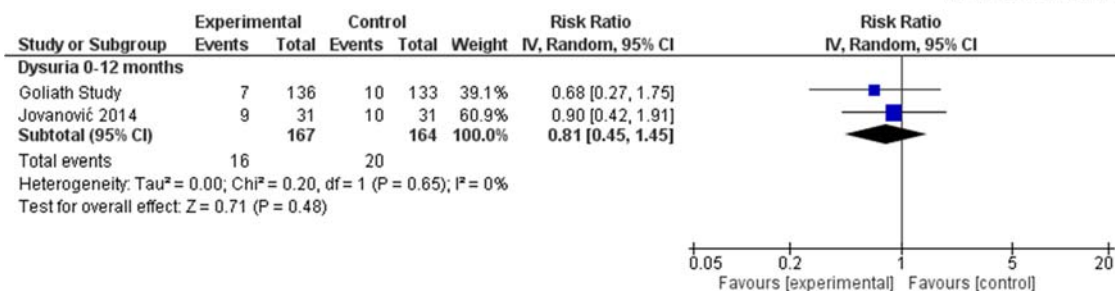 Experimental Control Risk Ratio Risk Ratio
Study or Subgroup Events Total Events Total Weight IV, Random, 95% CI IV, Random, 95% CI
Dysuria 0-12 months
Goliath Study 7 136 10 133 39.1% 0.68 [0.27, 1.75]
Jovanović 2014 9 31 10 31 60.9% 0.90 [0.42, 1.91]
Subtotal (95% CI) 167 164 100.0% 0.81 [0.45, 1.45]
Total events 16 20
Heterogeneity: Tau² = 0.00; Chi² = 0.20, df = 1 (P = 0.65); I² = 0%
Test for overall effect: Z = 0.71 (P = 0.48)
0.05 0.2 1 5 20
Favours [experimental] Favours [control]